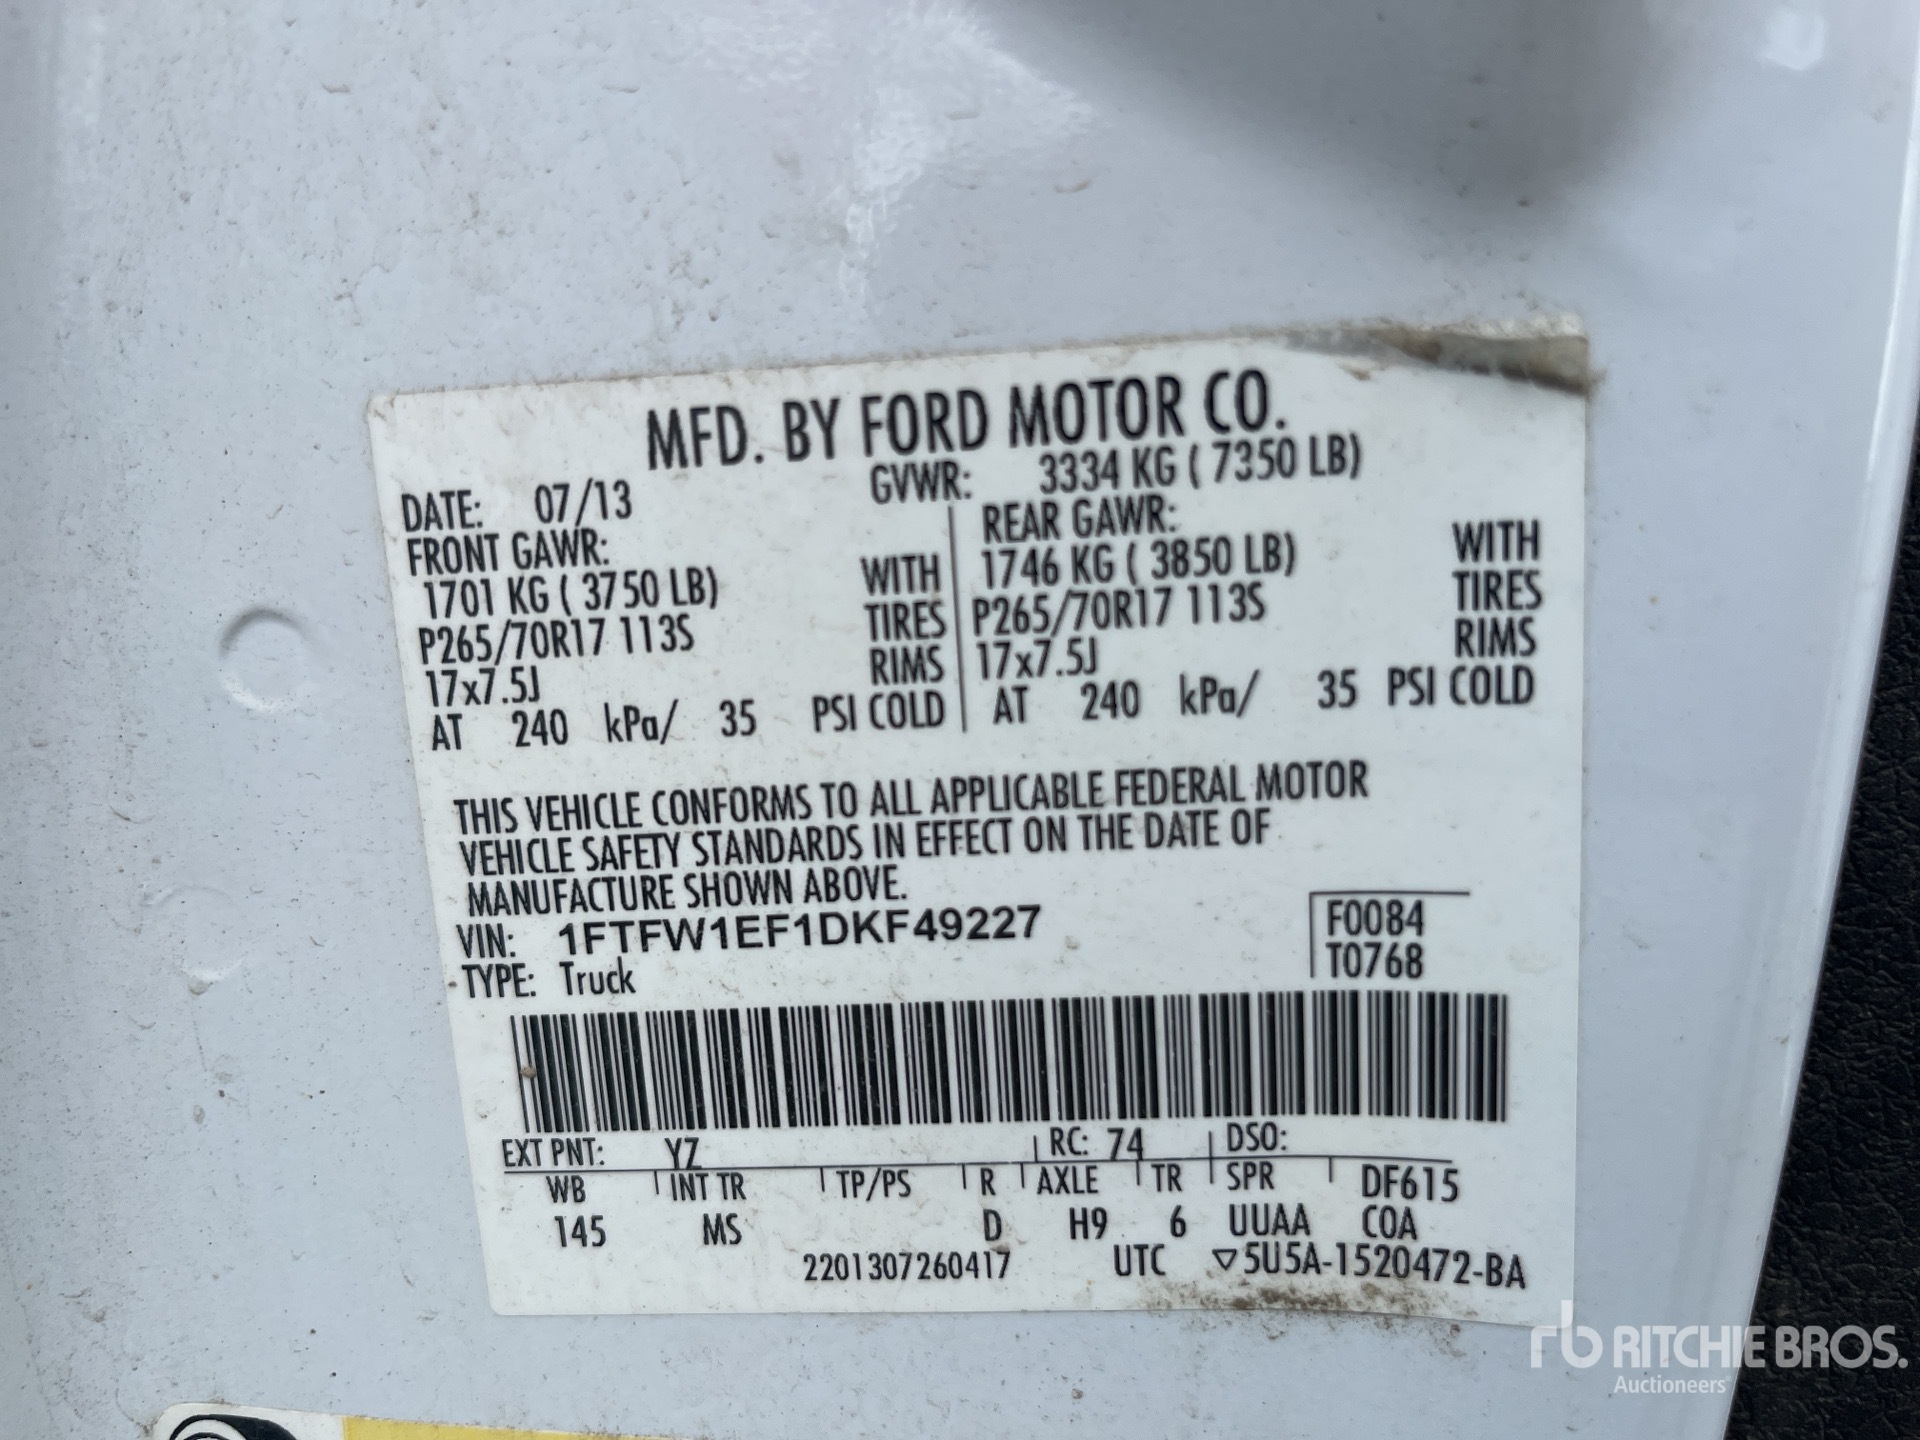 MFD. BY FORD MOTOR CO.
DATE: 07/13 GVWR: 3334 KG ( 7350 LB)
FRONT GAWR: REAR GAWR:
1701 KG ( 3750 LB) WITH 1746 KG ( 3850 LB) WITH
P265/70R17 113S TIRES P265/70R17 113S TIRES
17x7.5J RIMS 17x7.5J RIMS
AT 240 kPa/ 35 PSI COLD AT 240 kPa/ 35 PSI COLD
THIS VEHICLE CONFORMS TO ALL APPLICABLE FEDERAL MOTOR
VEHICLE SAFETY STANDARDS IN EFFECT ON THE DATE OF
MANUFACTURE SHOWN ABOVE.
VIN: 1FTFW1EF1DKF49227 F0084
TYPE: Truck T0768
EXT PNT: YZ RC: 74 DSO:
WB INT TR TP/PS R AXLE TR SPR DF615
145 MS D H9 6 UUAA COA
2201307260417 UTC ▽5U5A-1520472-BA
rb RITCHIE BROS.
Auctioneers